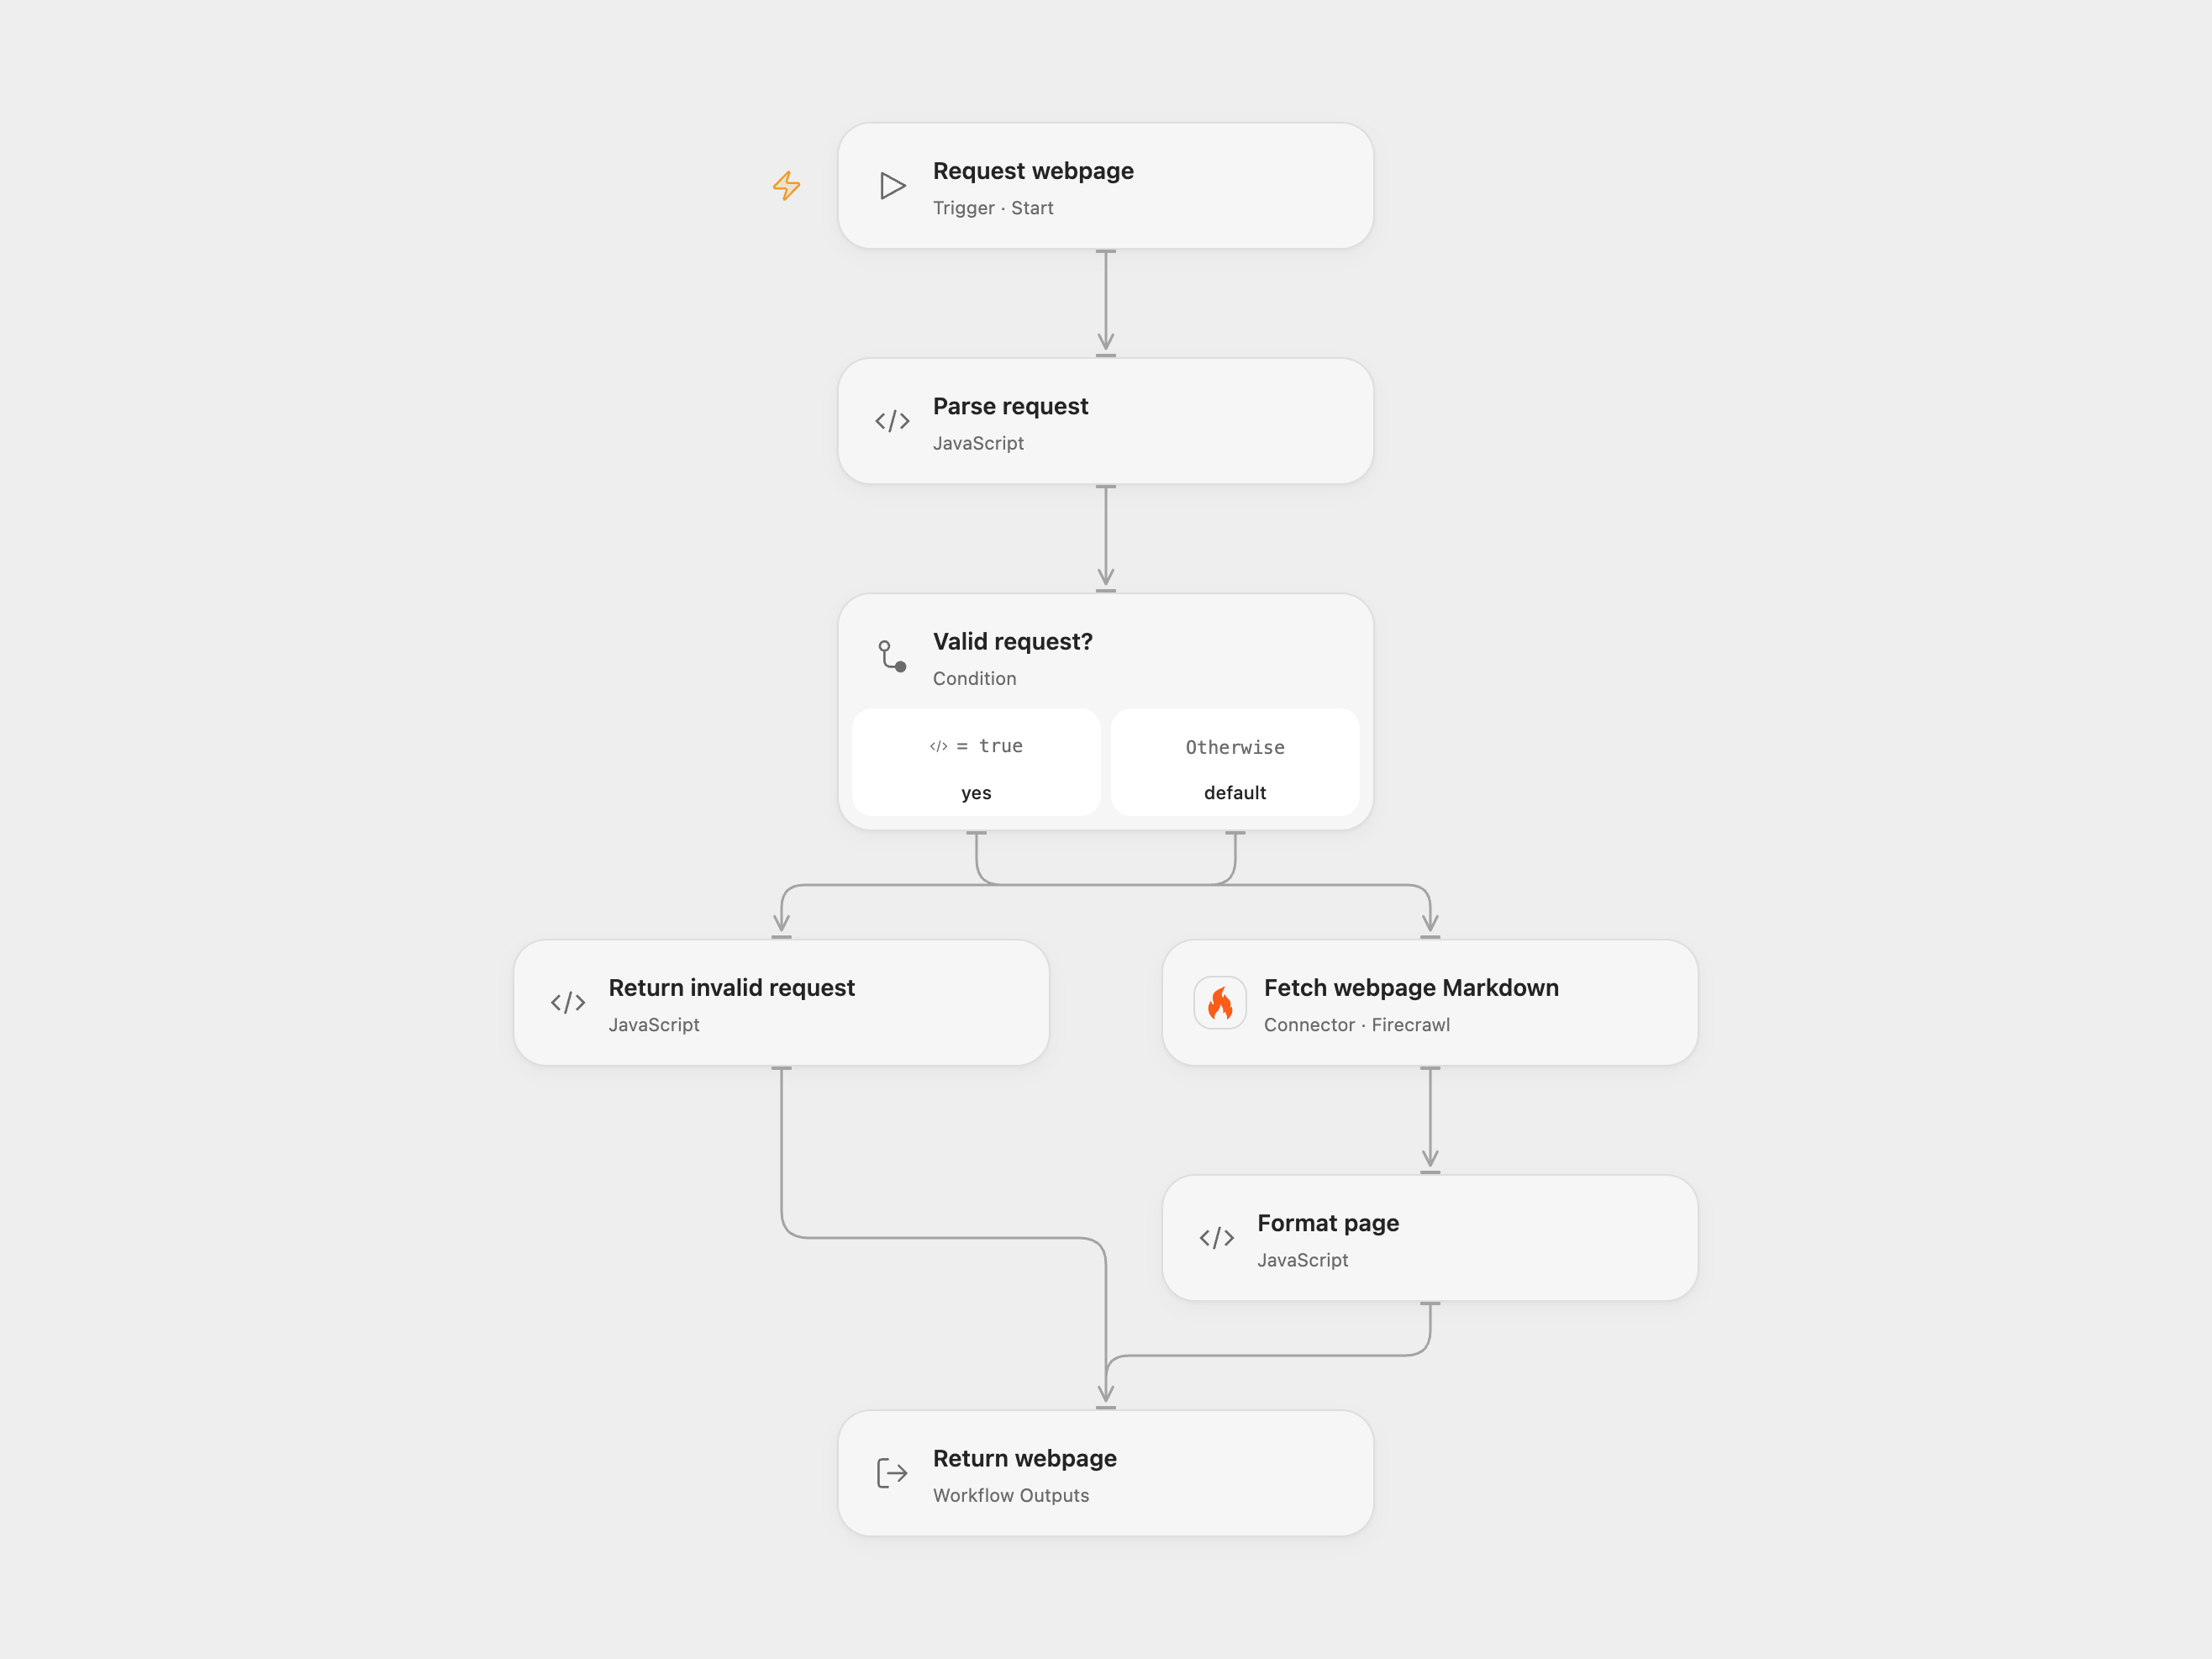 Request webpage
Trigger · Start
Parse request
JavaScript
Valid request?
Condition
</> = true
Otherwise
yes
default
Return invalid request
JavaScript
Fetch webpage Markdown
Connector · Firecrawl
Format page
JavaScript
Return webpage
Workflow Outputs